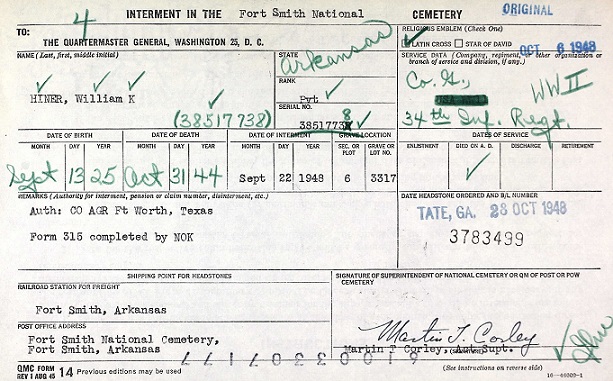 4 INTERMENT IN THE Fort Smith National CEMETERY ORIGINAL
TO:
THE QUARTERMASTER GENERAL, WASHINGTON 25, D. C.
RELIGIOUS EMBLEM (Check One)
✓ LATIN CROSS STAR OF DAVID
OCT 6 1948
NAME (Last, first, middle initial)
HINER, William K
(38517738)
STATE
Arkansas
RANK
Pvt
SERIAL NO.
3851773 8
SERVICE DATA (Company, regiment, or other organization or branch of service and division, if any.)
Co. G.,
WW II
34th Inf. Regt.
DATE OF BIRTH DATE OF DEATH DATE OF INTERMENT GRAVE LOCATION
MONTH DAY YEAR MONTH DAY YEAR MONTH DAY YEAR SEC. OR PLOT GRAVE OR LOT NO.
Sept 13 25 Oct 31 44 Sept 22 1948 6 3317
DATES OF SERVICE
ENLISTMENT DIED ON A. D. DISCHARGE RETIREMENT
✓
REMARKS (Authority for interment, pension or claim number, disinterment, etc.)
Auth: CO AGR Ft Worth, Texas
Form 315 completed by NOK
DATE HEADSTONE ORDERED AND B/L NUMBER
TATE, GA. 28 OCT 1948
3783499
SHIPPING POINT FOR HEADSTONES
RAILROAD STATION FOR FREIGHT
Fort Smith, Arkansas
POST OFFICE ADDRESS
Fort Smith National Cemetery,
Fort Smith, Arkansas
SIGNATURE OF SUPERINTENDENT OF NATIONAL CEMETERY OR QM OF POST OR POW CEMETERY
Martin T. Corley
Martin T Corley, Supt.
QMC FORM
REV 1 AUG 45 14 Previous editions may be used
(See instructions on reverse side)